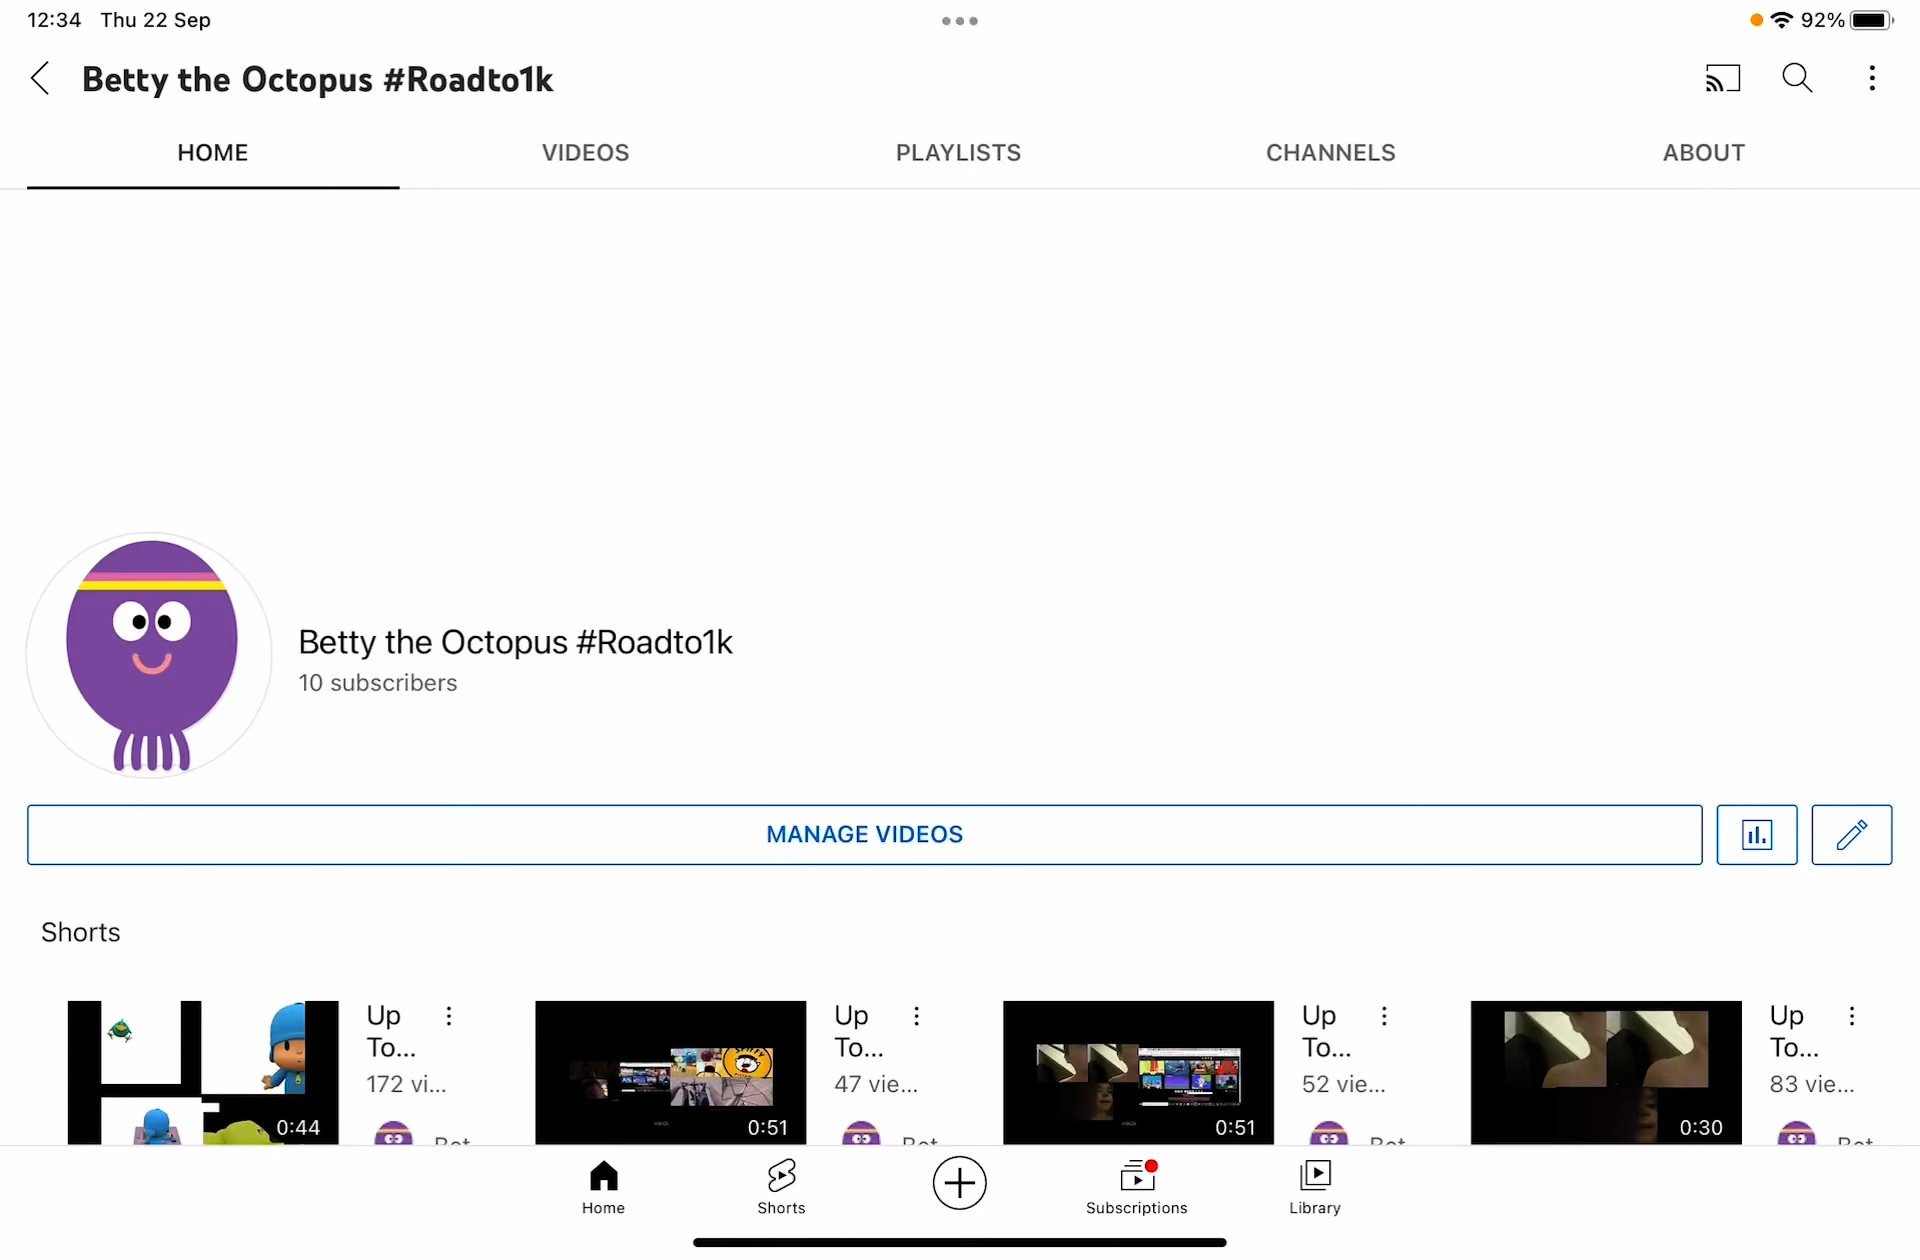 12:34 Thu 22 Sep
92%
Betty the Octopus #Roadto1k
HOME VIDEOS PLAYLISTS CHANNELS ABOUT
Betty the Octopus #Roadto1k
10 subscribers
MANAGE VIDEOS
Shorts
Up To...
172 vi...
0:44
Up To...
47 vie...
0:51
Up To...
52 vie...
0:51
Up To...
83 vie...
0:30
Home Shorts Subscriptions Library